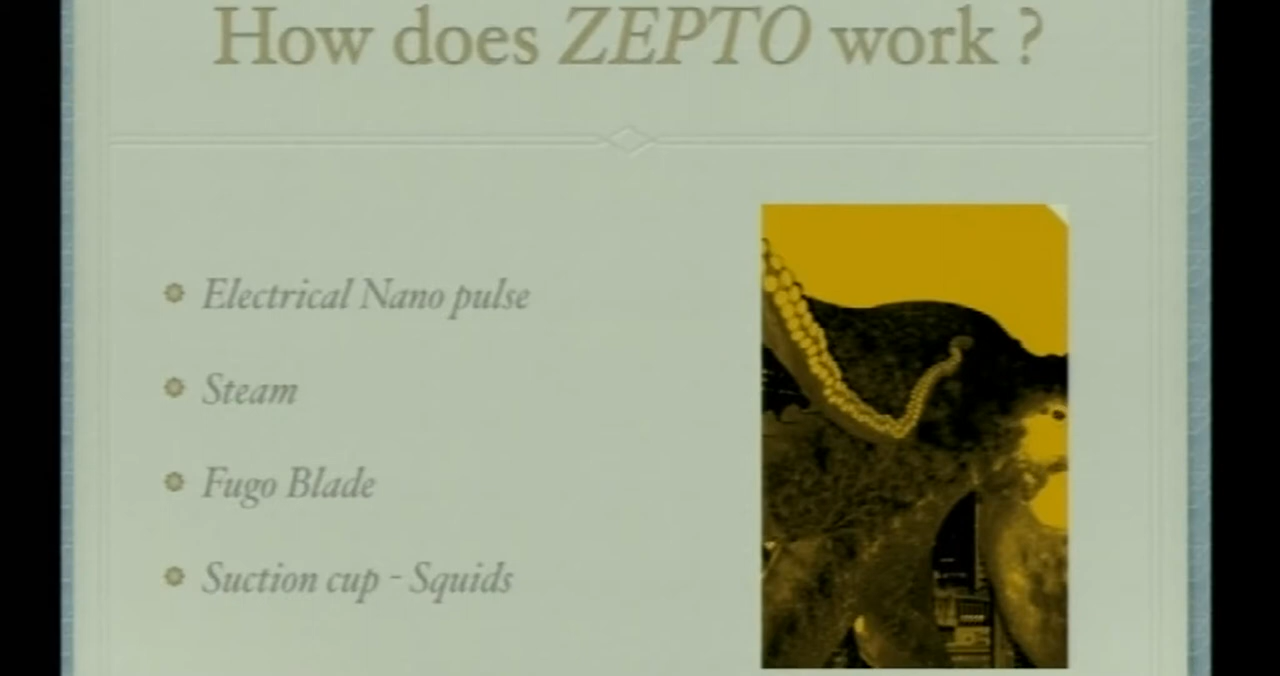 How does ZEPTO work ?
Electrical Nano pulse
Steam
Fugo Blade
Suction cup - Squids